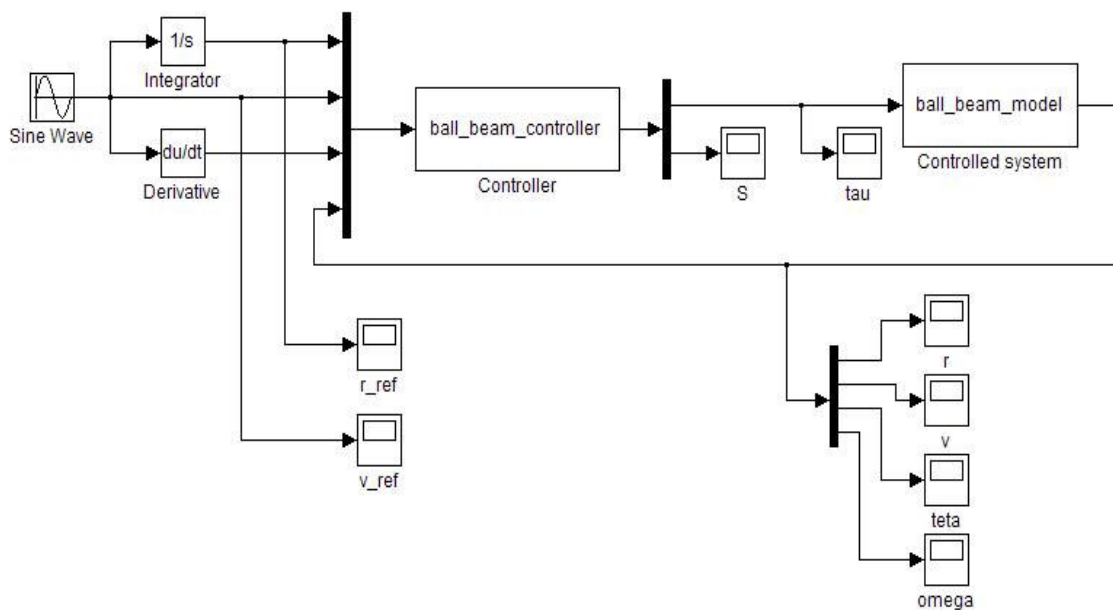 1/s
Integrator
Sine Wave
du/dt
Derivative
ball_beam_controller
Controller
S
tau
ball_beam_model
Controlled system
r_ref
v_ref
r
v
teta
omega